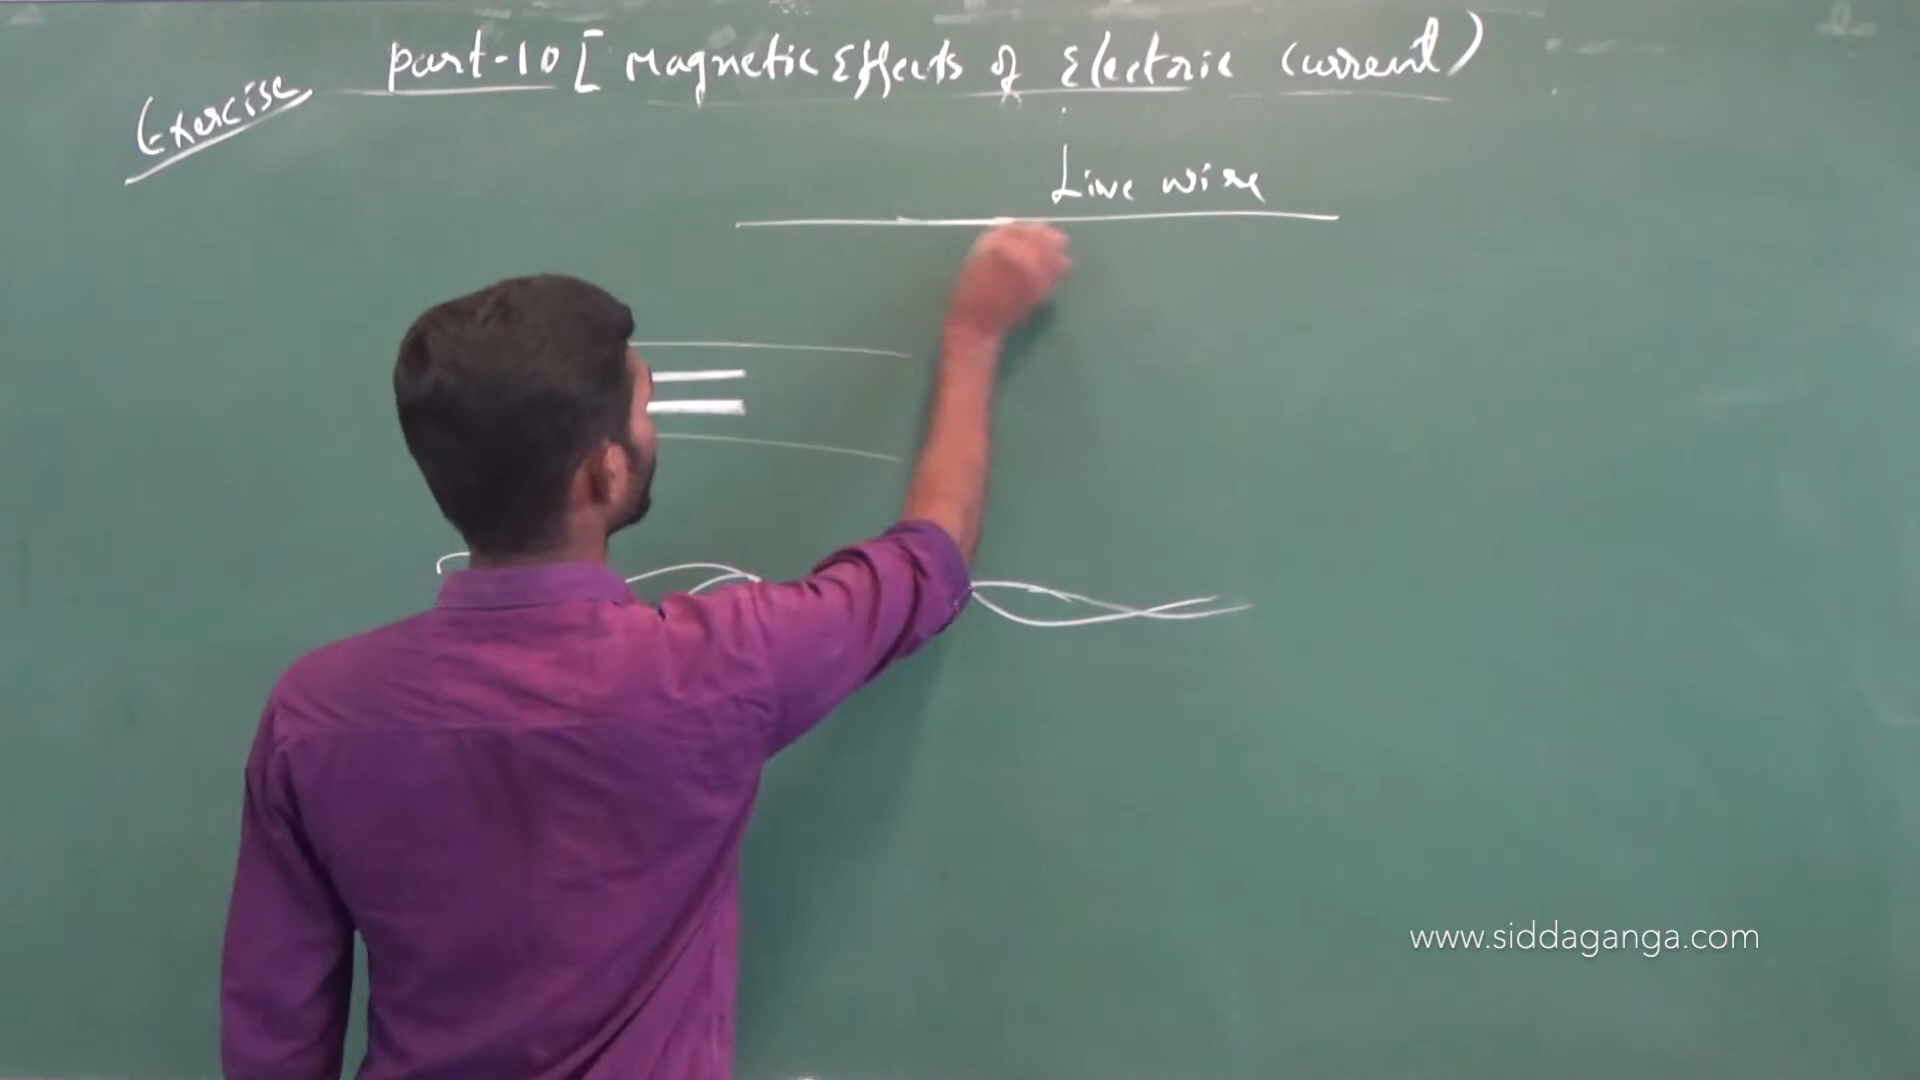 part-10 [ Magnetic Effects of Electric Current)
Exercise
Live wire
www.siddaganga.com